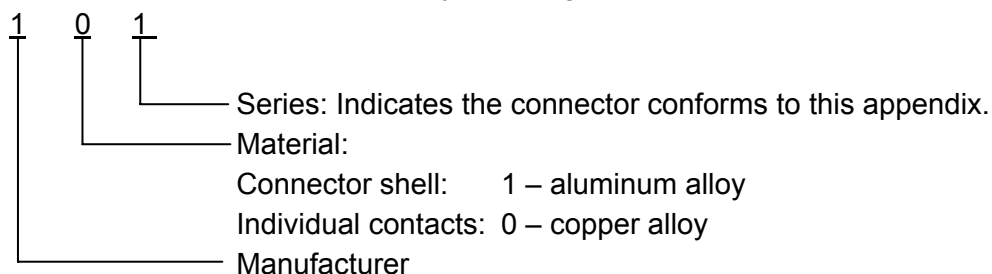 1 0 1
Series: Indicates the connector conforms to this appendix.
Material:
Connector shell: 1 – aluminum alloy
Individual contacts: 0 – copper alloy
Manufacturer